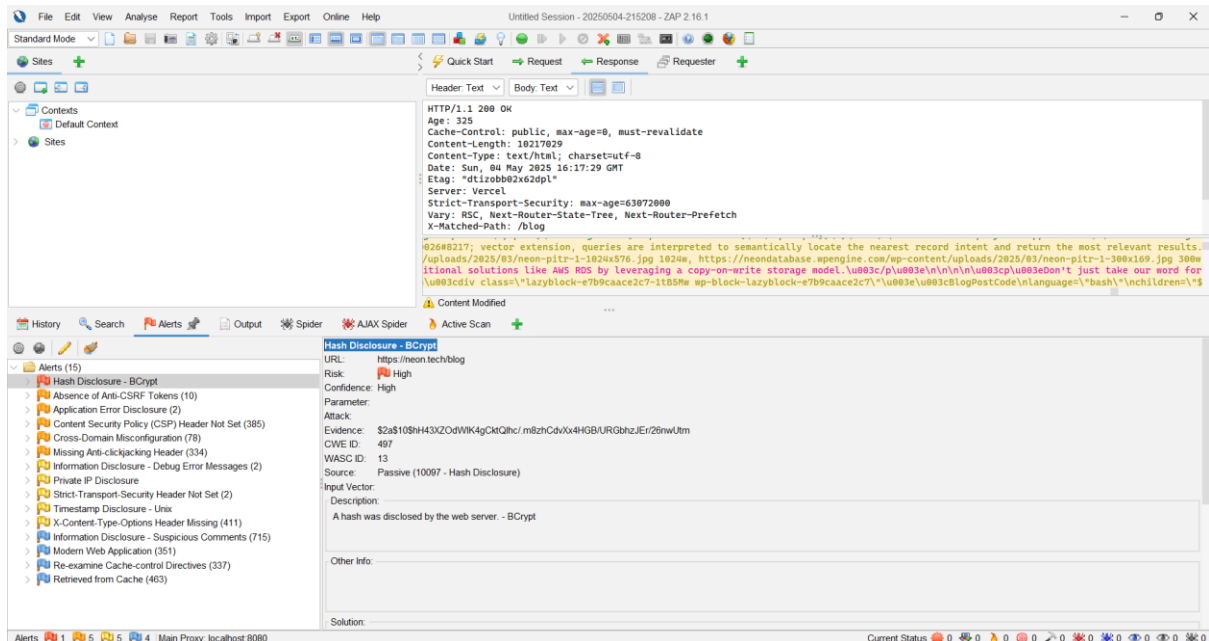 File Edit View Analyse Report Tools Import Export Online Help Untitled Session - 20250504-215208 - ZAP 2.16.1
Standard Mode
Sites
Quick Start Request Response Requester
Header: Text Body: Text
Contexts
Default Context
Sites
HTTP/1.1 200 OK
Age: 325
Cache-Control: public, max-age=0, must-revalidate
Content-Length: 10217029
Content-Type: text/html; charset=utf-8
Date: Sun, 04 May 2025 16:17:29 GMT
Etag: "dtizobb02x62dpl"
Server: Vercel
Strict-Transport-Security: max-age=63072000
Vary: RSC, Next-Router-State-Tree, Next-Router-Prefetch
X-Matched-Path: /blog
026#8217; vector extension, queries are interpreted to semantically locate the nearest record intent and return the most relevant results.
/uploads/2025/03/neon-pitr-1-1024x576.jpg 1024w, https://neondatabase.wpengine.com/wp-content/uploads/2025/03/neon-pitr-1-300x169.jpg 300w
itional solutions like AWS RDS by leveraging a copy-on-write storage model.\u003c/p\u003e\n\n\n\n\u003cp\u003eDon't just take our word for
\u003cdiv class=\"lazyblock-e7b9caace2c7-1tB5Mw wp-block-lazyblock-e7b9caace2c7\"\u003e\u003cBlogPostCode\nlanguage=\"bash\"\nchildren=\"$
Content Modified
History Search Alerts Output Spider AJAX Spider Active Scan
Alerts (15)
Hash Disclosure - BCrypt
Absence of Anti-CSRF Tokens (10)
Application Error Disclosure (2)
Content Security Policy (CSP) Header Not Set (385)
Cross-Domain Misconfiguration (78)
Missing Anti-clickjacking Header (334)
Information Disclosure - Debug Error Messages (2)
Private IP Disclosure
Strict-Transport-Security Header Not Set (2)
Timestamp Disclosure - Unix
X-Content-Type-Options Header Missing (411)
Information Disclosure - Suspicious Comments (715)
Modern Web Application (351)
Re-examine Cache-control Directives (337)
Retrieved from Cache (463)
Hash Disclosure - BCrypt
URL: https://neon.tech/blog
Risk: High
Confidence: High
Parameter:
Attack:
Evidence: $2a$10$hH43XZOdWIK4gCktQlhc/.m8zhCdvXx4HGB/URGbhzJEr/26nwUtm
CWE ID: 497
WASC ID: 13
Source: Passive (10097 - Hash Disclosure)
Input Vector:
Description:
A hash was disclosed by the web server. - BCrypt
Other Info:
Solution:
Alerts 1 5 5 4 Main Proxy: localhost:8080 Current Status 0 0 0 0 0 0 0 0 0 0